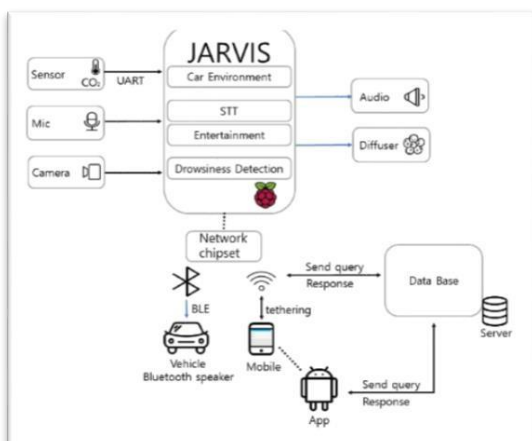 JARVIS
Sensor
CO₂
UART
Car Environment
Mic
STT
Entertainment
Camera
Drowsiness Detection
Audio
Diffuser
Network
chipset
BLE
Vehicle
Bluetooth speaker
tethering
Mobile
Send query
Response
Data Base
Server
App
Send query
Response